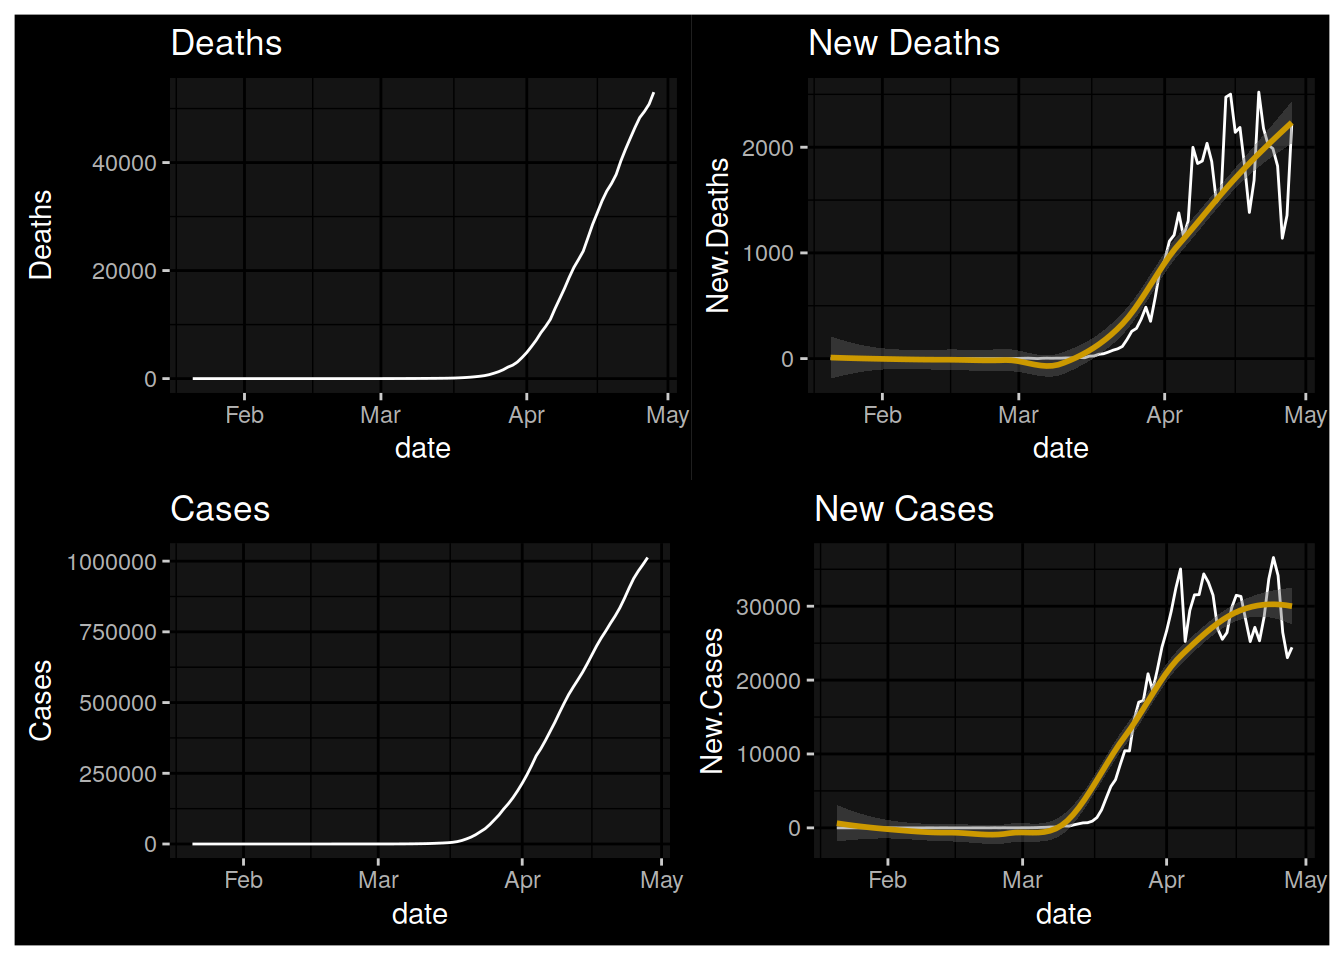 Deaths
Deaths
40000
20000
0
Feb Mar Apr May
date
New Deaths
New.Deaths
2000
1000
0
Feb Mar Apr May
date
Cases
Cases
1000000
750000
500000
250000
0
Feb Mar Apr May
date
New Cases
New.Cases
30000
20000
10000
0
Feb Mar Apr May
date